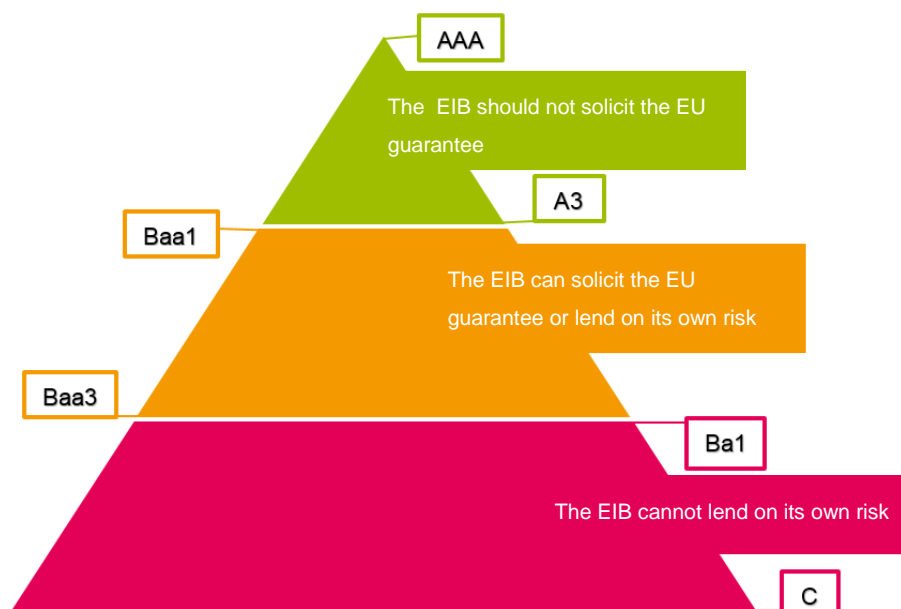 AAA
The EIB should not solicit the EU
guarantee
A3
Baa1
The EIB can solicit the EU
guarantee or lend on its own risk
Baa3
Ba1
The EIB cannot lend on its own risk
C